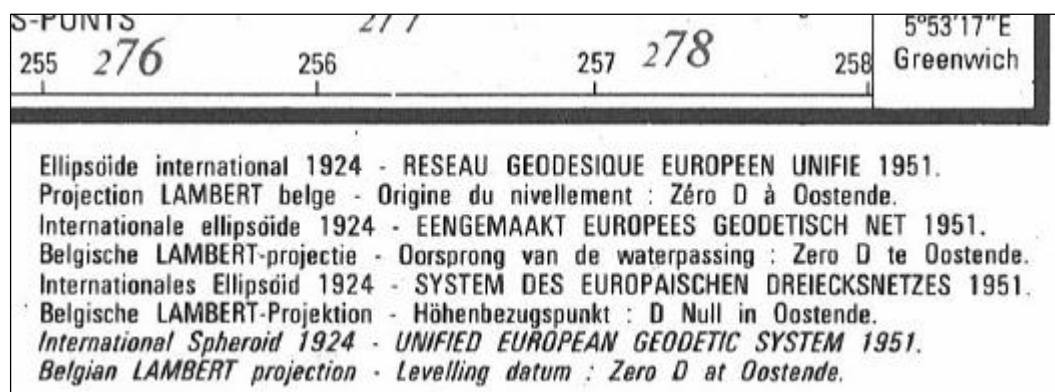 S-PUNTS
277
5°53'17"E
255 276 256 257 278 258 Greenwich
Ellipsöide international 1924 - RESEAU GEODESIQUE EUROPEEN UNIFIE 1951.
Projection LAMBERT belge - Origine du nivellement : Zéro D à Oostende.
Internationale ellipsöide 1924 - EENGEMAAKT EUROPEES GEODETISCH NET 1951.
Belgische LAMBERT-projectie - Oorsprong van de waterpassing : Zero D te Oostende.
Internationales Ellipsöid 1924 - SYSTEM DES EUROPAISCHEN DREIECKSNETZES 1951.
Belgische LAMBERT-Projektion - Höhenbezugspunkt : D Null in Oostende.
International Spheroid 1924 - UNIFIED EUROPEAN GEODETIC SYSTEM 1951.
Belgian LAMBERT projection - Levelling datum : Zero D at Oostende.